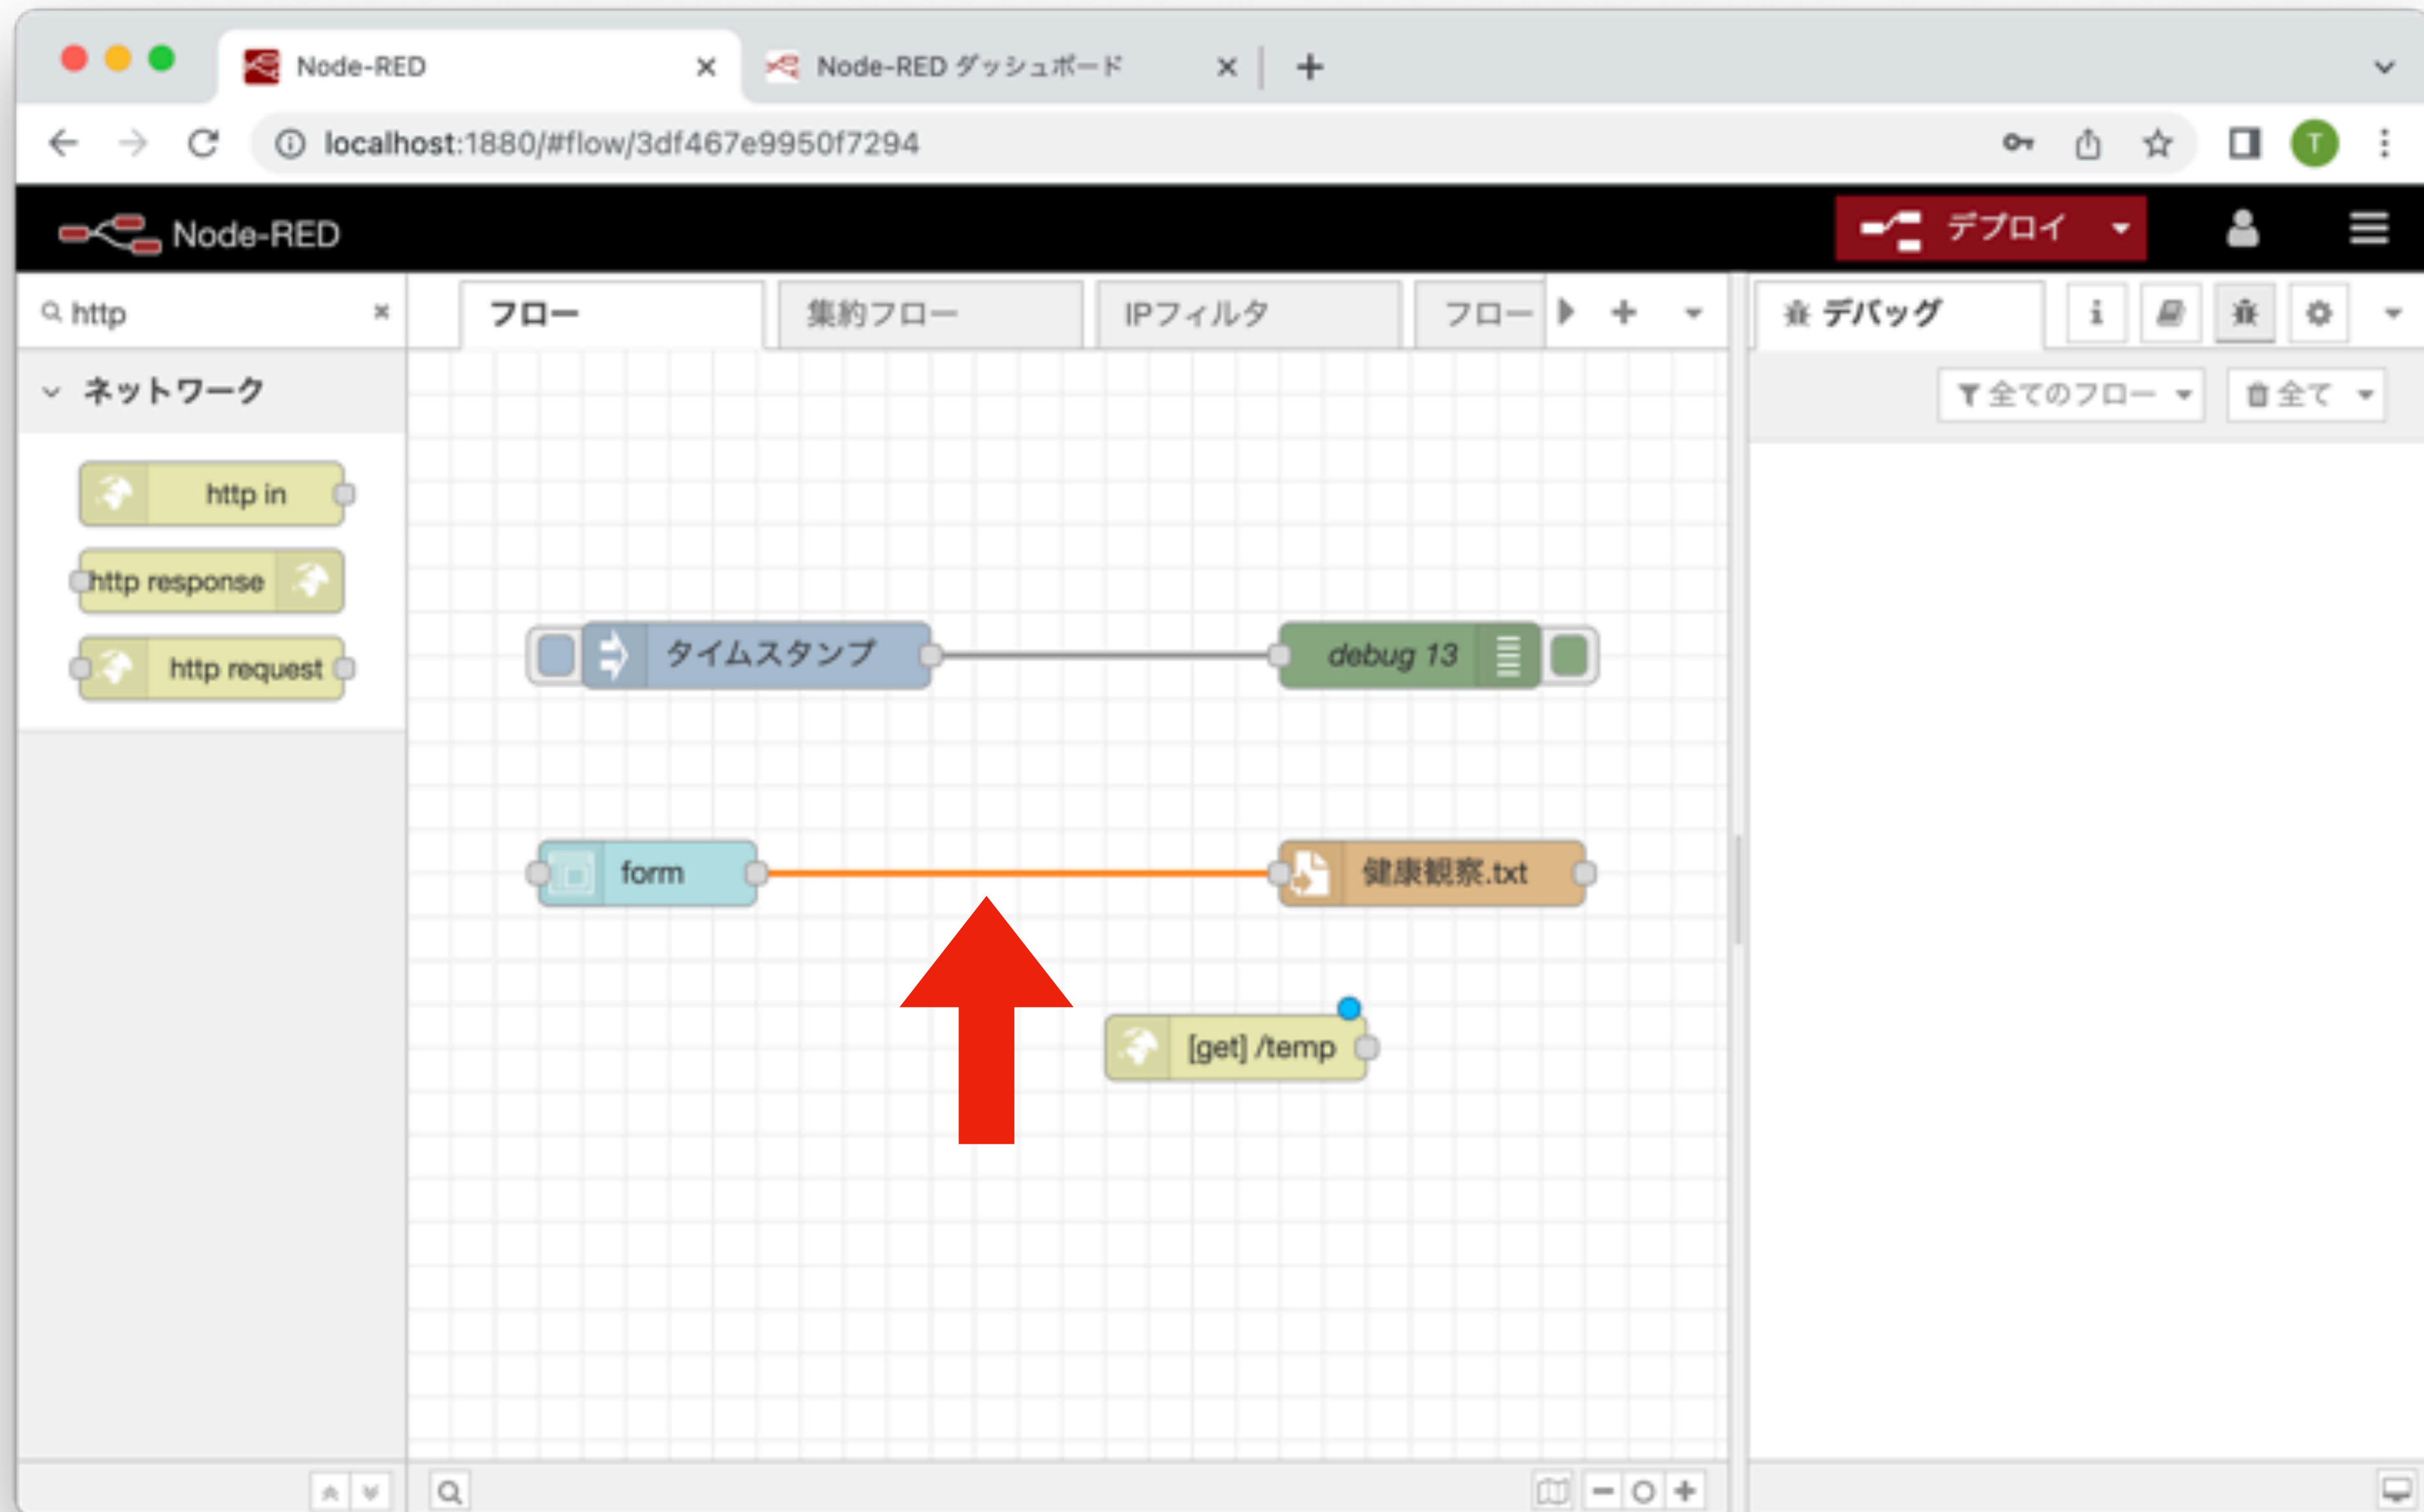 Node-RED
Node-RED ダッシュボード
localhost:1880/#flow/3df467e9950f7294
T
Node-RED
デプロイ
http
フロー
集約フロー
IPフィルタ
フロー
デバッグ
ネットワーク
全てのフロー
全て
http in
http response
http request
タイムスタンプ
debug 13
form
健康観察.txt
[get] /temp